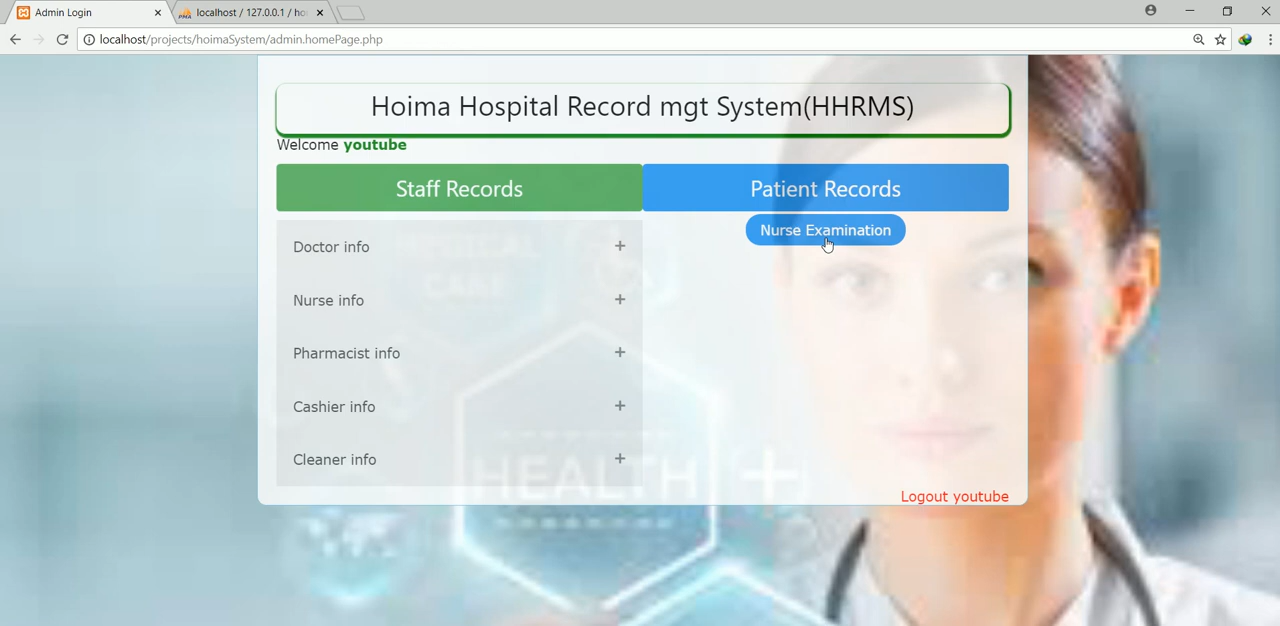 Admin Login
localhost / 127.0.0.1 / ho
localhost/projects/hoimaSystem/admin.homePage.php
Hoima Hospital Record mgt System(HHRMS)
Welcome youtube
Staff Records
Patient Records
Nurse Examination
Doctor info +
Nurse info +
Pharmacist info +
Cashier info +
Cleaner info +
HEALTH
Logout youtube